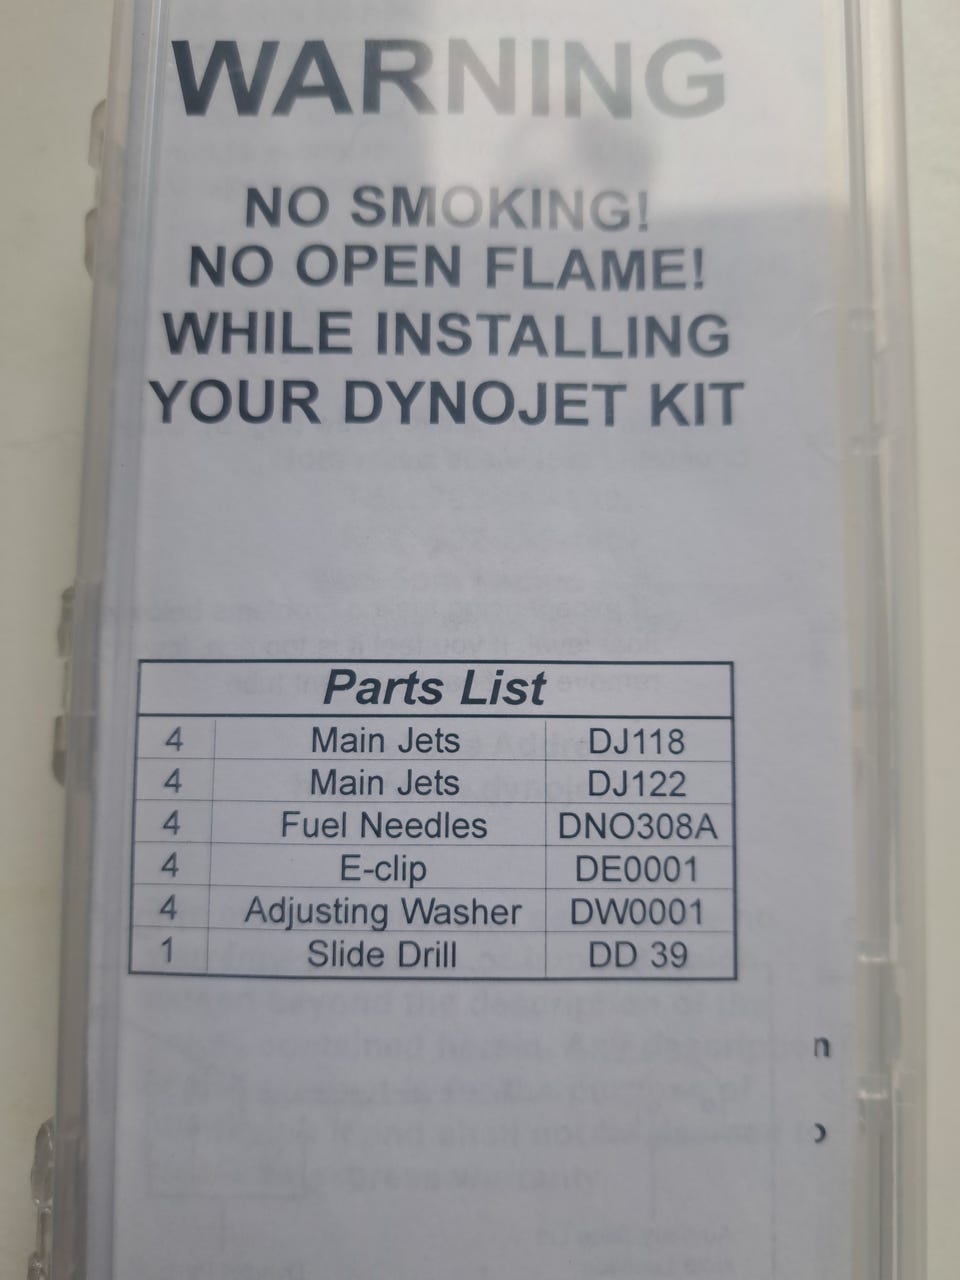 WARNING
NO SMOKING!
NO OPEN FLAME!
WHILE INSTALLING
YOUR DYNOJET KIT
Parts List
4 Main Jets DJ118
4 Main Jets DJ122
4 Fuel Needles DNO308A
4 E-clip DE0001
4 Adjusting Washer DW0001
1 Slide Drill DD 39
n